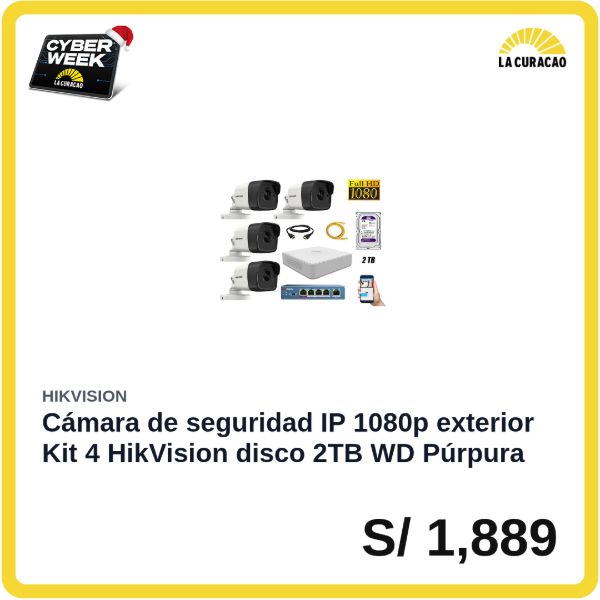 CYBER
WEEK
LA CURACAO
LA CURACAO
Full HD
1080
2 TB
HIKVISION
Cámara de seguridad IP 1080p exterior
Kit 4 HikVision disco 2TB WD Púrpura
S/ 1,889